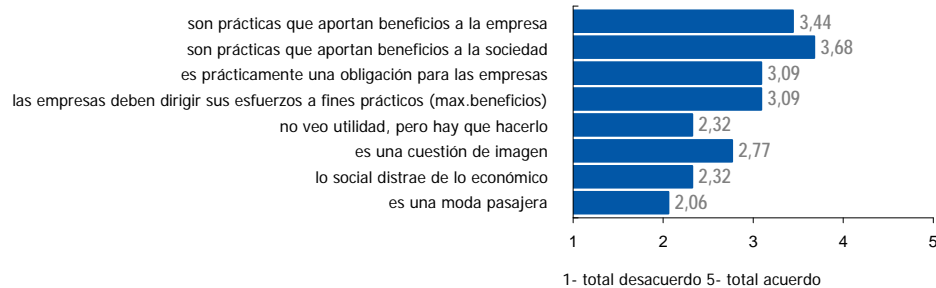 son prácticas que aportan beneficios a la empresa 3,44
son prácticas que aportan beneficios a la sociedad 3,68
es prácticamente una obligación para las empresas 3,09
las empresas deben dirigir sus esfuerzos a fines prácticos (max.beneficios) 3,09
no veo utilidad, pero hay que hacerlo 2,32
es una cuestión de imagen 2,77
lo social distrae de lo económico 2,32
es una moda pasajera 2,06
1 2 3 4 5
1- total desacuerdo 5- total acuerdo